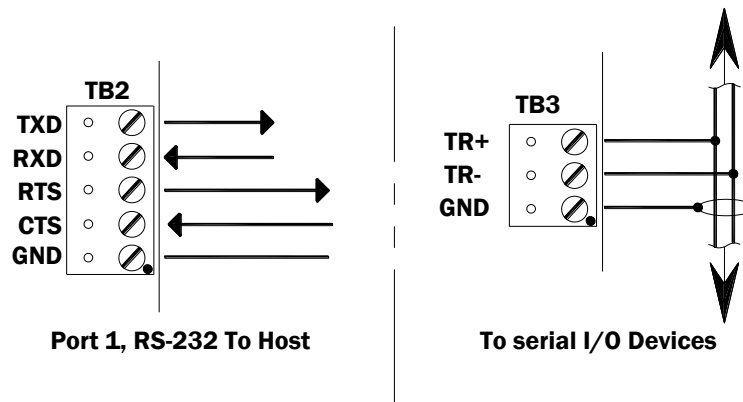 TB2
TXD
RXD
RTS
CTS
GND
Port 1, RS-232 To Host
TB3
TR+
TR-
GND
To serial I/O Devices